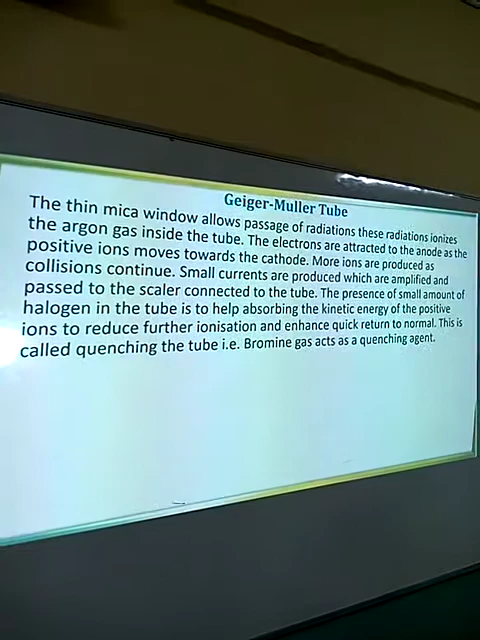 Geiger-Muller Tube
The thin mica window allows passage of radiations these radiations ionizes
the argon gas inside the tube. The electrons are attracted to the anode as the
positive ions moves towards the cathode. More ions are produced as
collisions continue. Small currents are produced which are amplified and
passed to the scaler connected to the tube. The presence of small amount of
halogen in the tube is to help absorbing the kinetic energy of the positive
ions to reduce further ionisation and enhance quick return to normal. This is
called quenching the tube i.e. Bromine gas acts as a quenching agent.